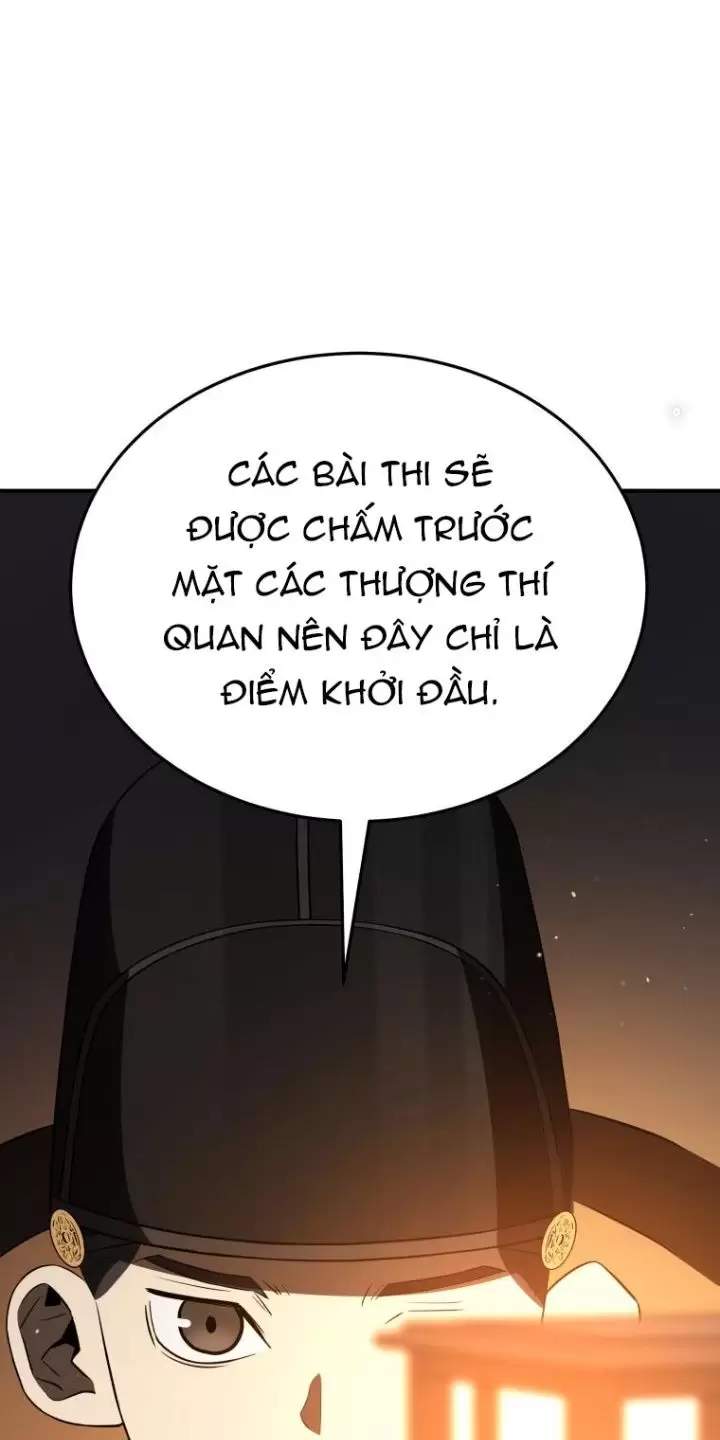 CÁC BÀI THI SẼ
ĐƯỢC CHẤM TRƯỚC
MẶT CÁC THƯỢNG THÍ
QUAN NÊN ĐÂY CHỈ LÀ
ĐIỂM KHỞI ĐẦU.